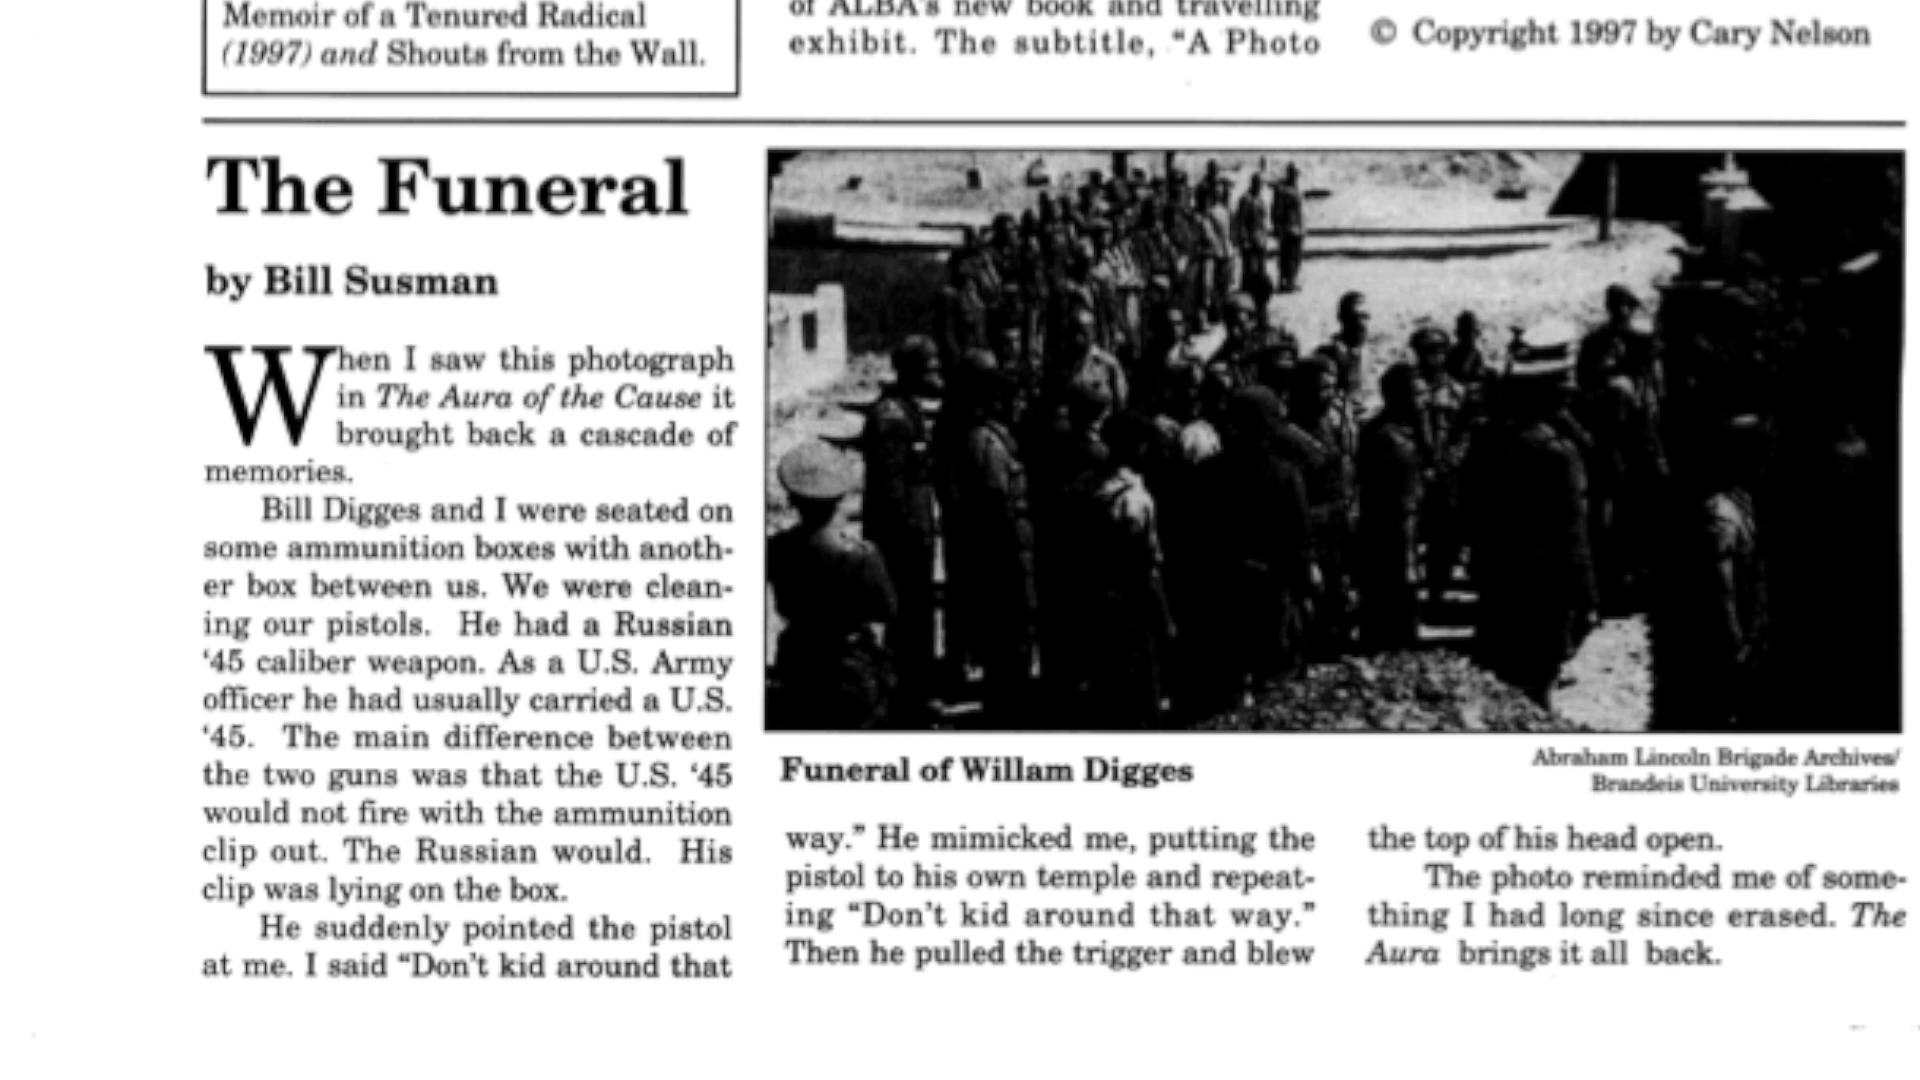 Memoir of a Tenured Radical
(1997) and Shouts from the Wall.
of ALBA's new book and travelling
exhibit. The subtitle, “A Photo
© Copyright 1997 by Cary Nelson
The Funeral
by Bill Susman
When I saw this photograph
in The Aura of the Cause it
brought back a cascade of
memories.
Bill Digges and I were seated on
some ammunition boxes with anoth-
er box between us. We were clean-
ing our pistols. He had a Russian
‘45 caliber weapon. As a U.S. Army
officer he had usually carried a U.S.
‘45. The main difference between
the two guns was that the U.S. ‘45
would not fire with the ammunition
clip out. The Russian would. His
clip was lying on the box.
He suddenly pointed the pistol
at me. I said “Don't kid around that
Funeral of Willam Digges
Abraham Lincoln Brigade Archives/
Brandeis University Libraries
way.” He mimicked me, putting the
pistol to his own temple and repeat-
ing “Don't kid around that way.”
Then he pulled the trigger and blew
the top of his head open.
The photo reminded me of some-
thing I had long since erased. The
Aura brings it all back.